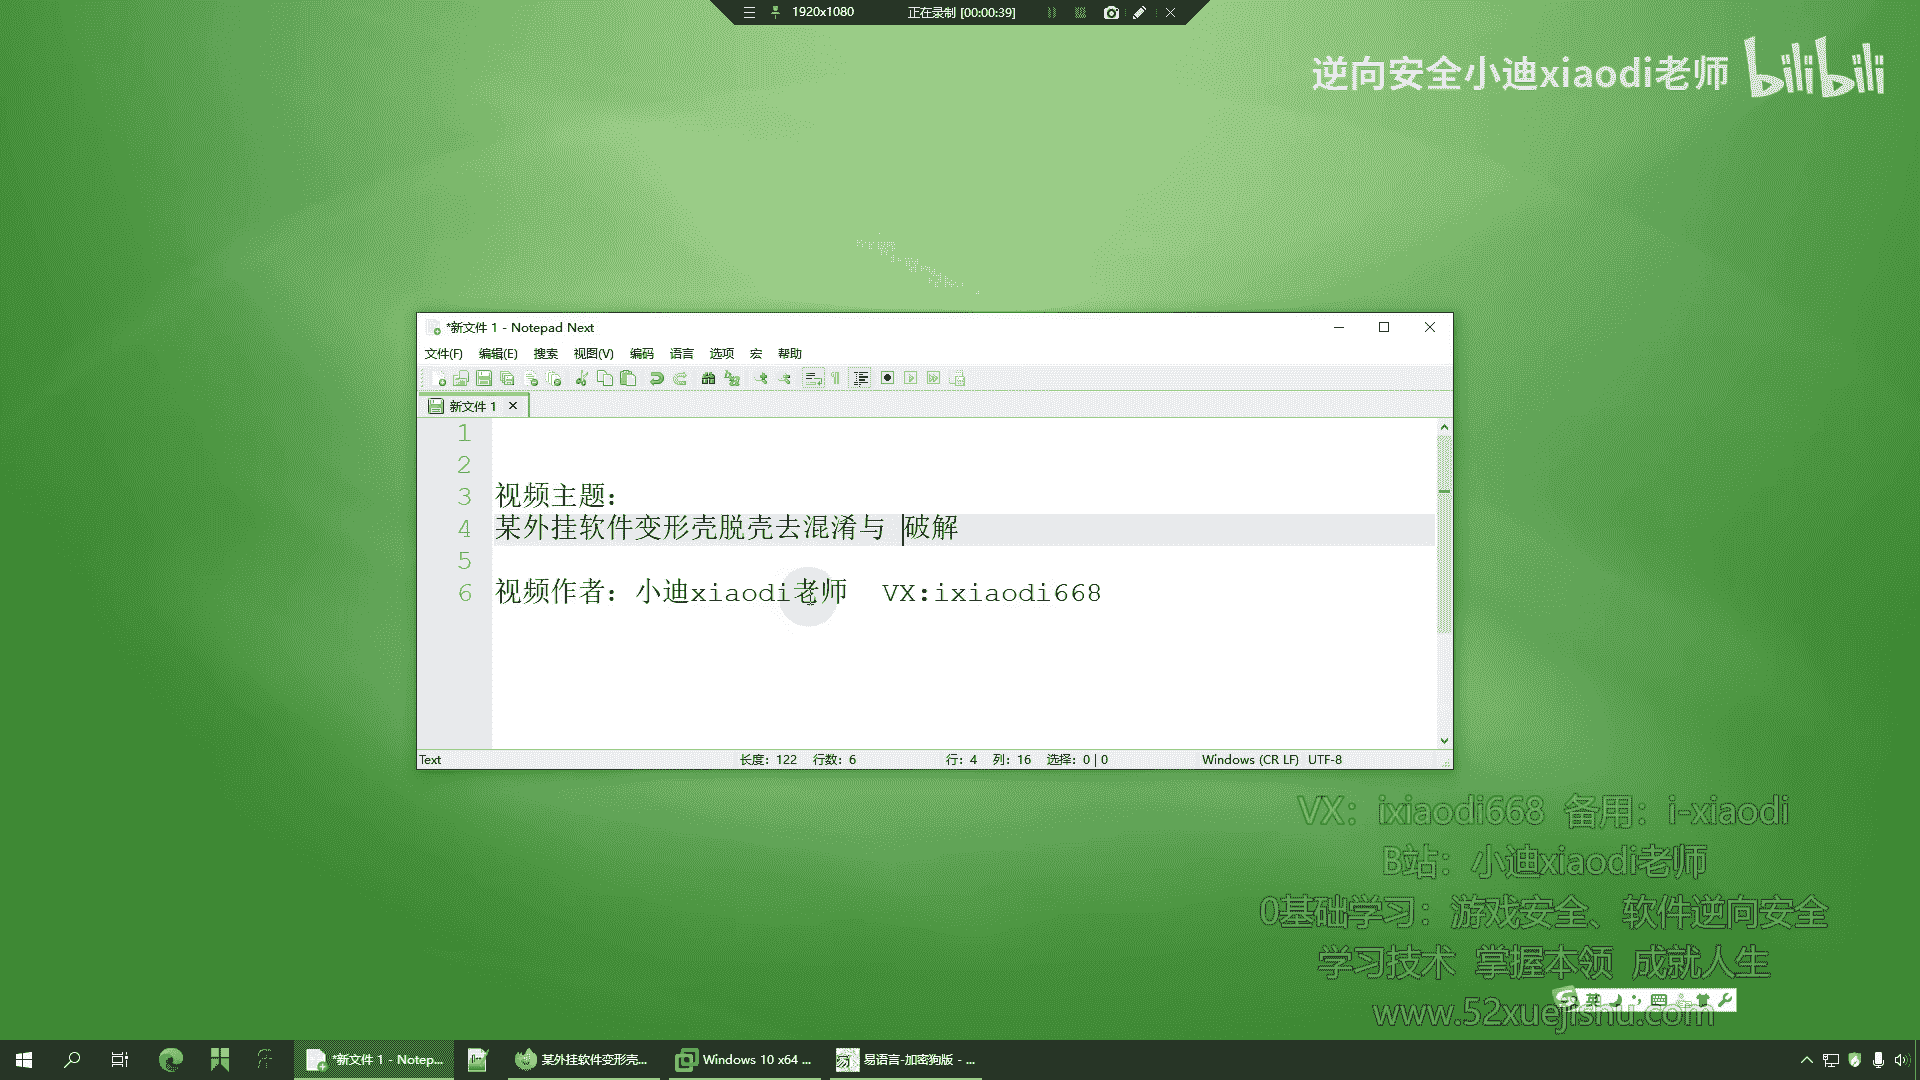 1920x1080 正在录制 [00:00:39]
逆向安全小迪xiaodi老师 bilibili
*新文件 1 - Notepad Next
文件(F) 编辑(E) 搜索 视图(V) 编码 语言 选项 宏 帮助
新文件 1
1
2
3 视频主题：
4 某外挂软件变形壳脱壳去混淆与 破解
5
6 视频作者：小迪xiaodi老师 VX:ixiaodi668
Text 长度：122 行数：6 行：4 列：16 选择：0 | 0 Windows (CR LF) UTF-8
VX：ixiaodi668 备用：i-xiaodi
B站：小迪xiaodi老师
0基础学习：游戏安全、软件逆向安全
学习技术 掌握本领 成就人生
英
www.52xuejishu.com
*新文件 1 - Notep... 某外挂软件变形壳... Windows 10 x64 ... 易语言-加密狗版 - ...